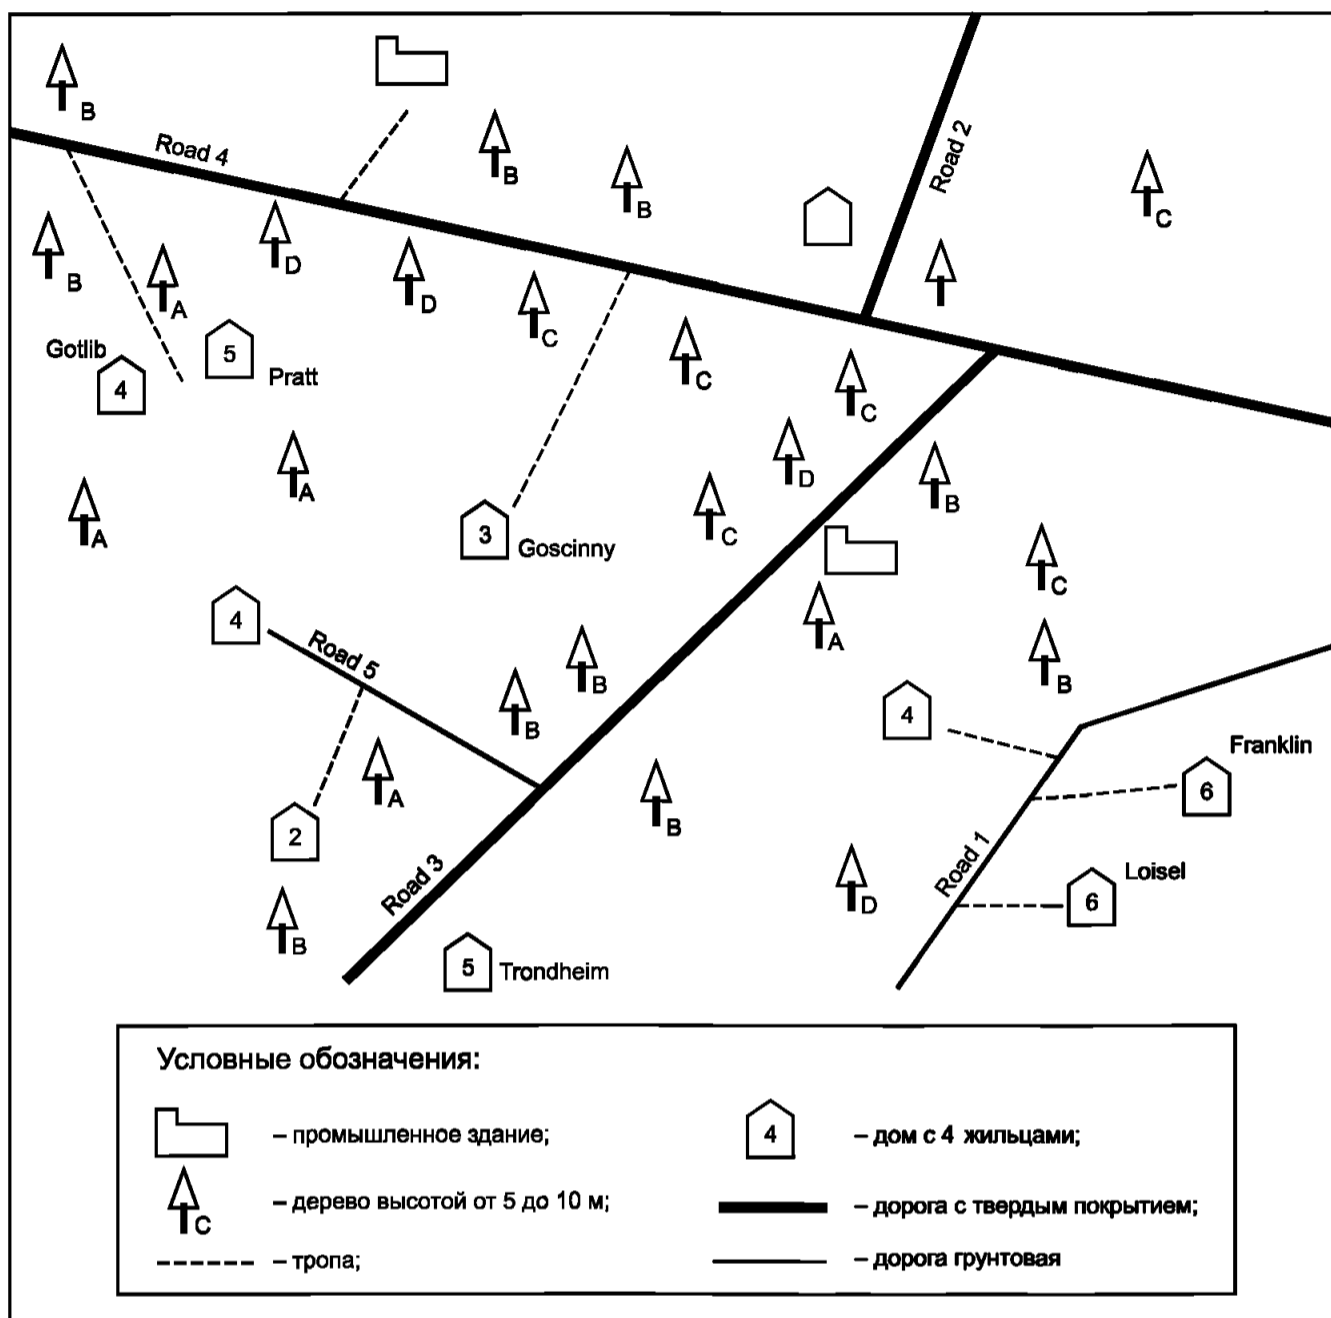 B
Road 4
B
B
Road 2
C
B
D
D
A
C
Gotlib
4
5
Pratt
C
C
A
D
B
A
C
3
Goscinny
C
4
A
Road 5
B
B
B
4
Franklin
6
A
B
2
Road 3
Road 1
Loisel
6
D
B
5
Trondheim
Условные обозначения:
– промышленное здание;
4
– дом с 4 жильцами;
C
– дерево высотой от 5 до 10 м;
– дорога с твердым покрытием;
– тропа;
– дорога грунтовая